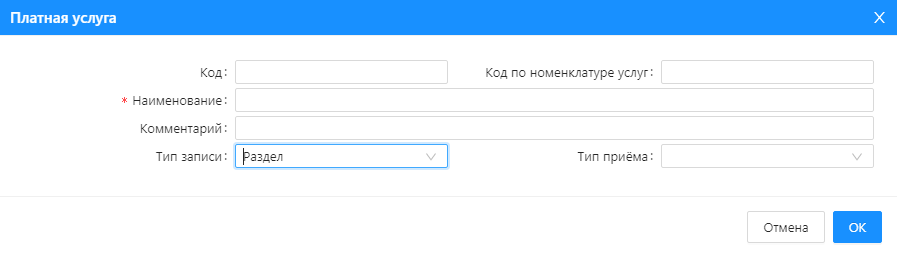 Платная услуга
Код: Код по номенклатуре услуг:
* Наименование:
Комментарий:
Тип записи: Раздел Тип приёма:
Отмена OK